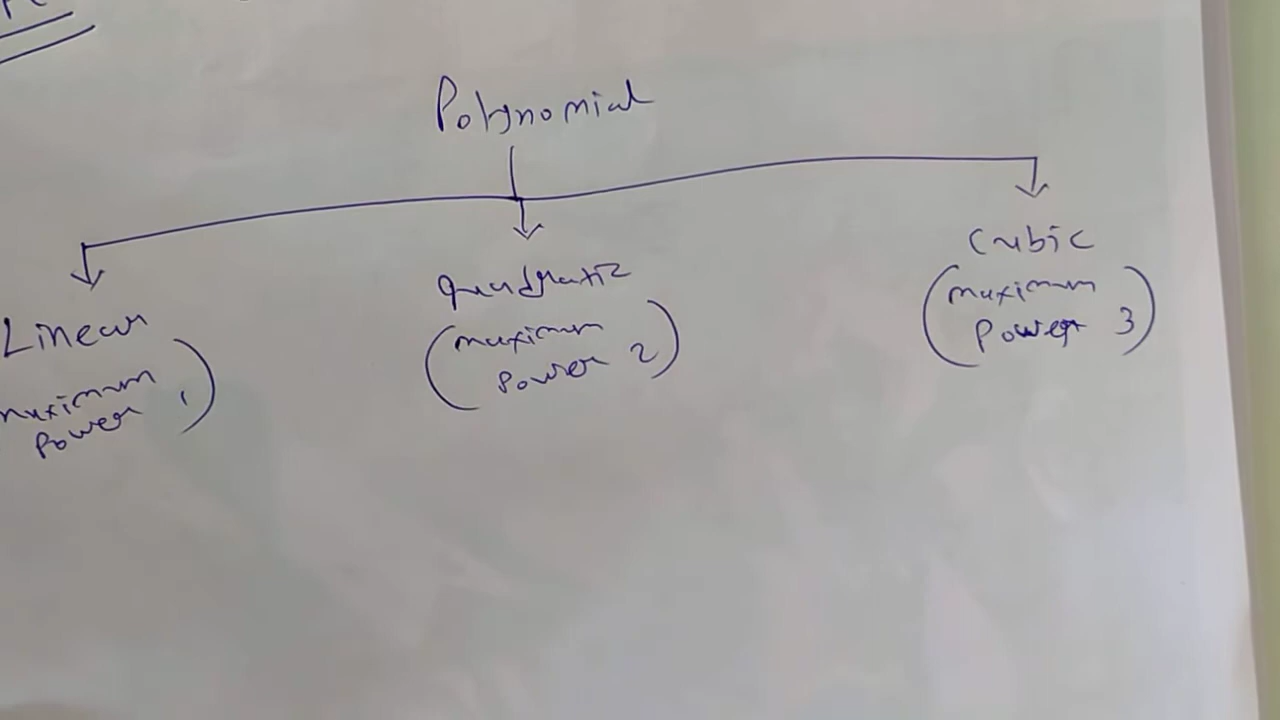 Polynomial
Linear
maximum
Power 1)
quadratic
(maximum
Power 2)
Cubic
(maximum
Power 3)